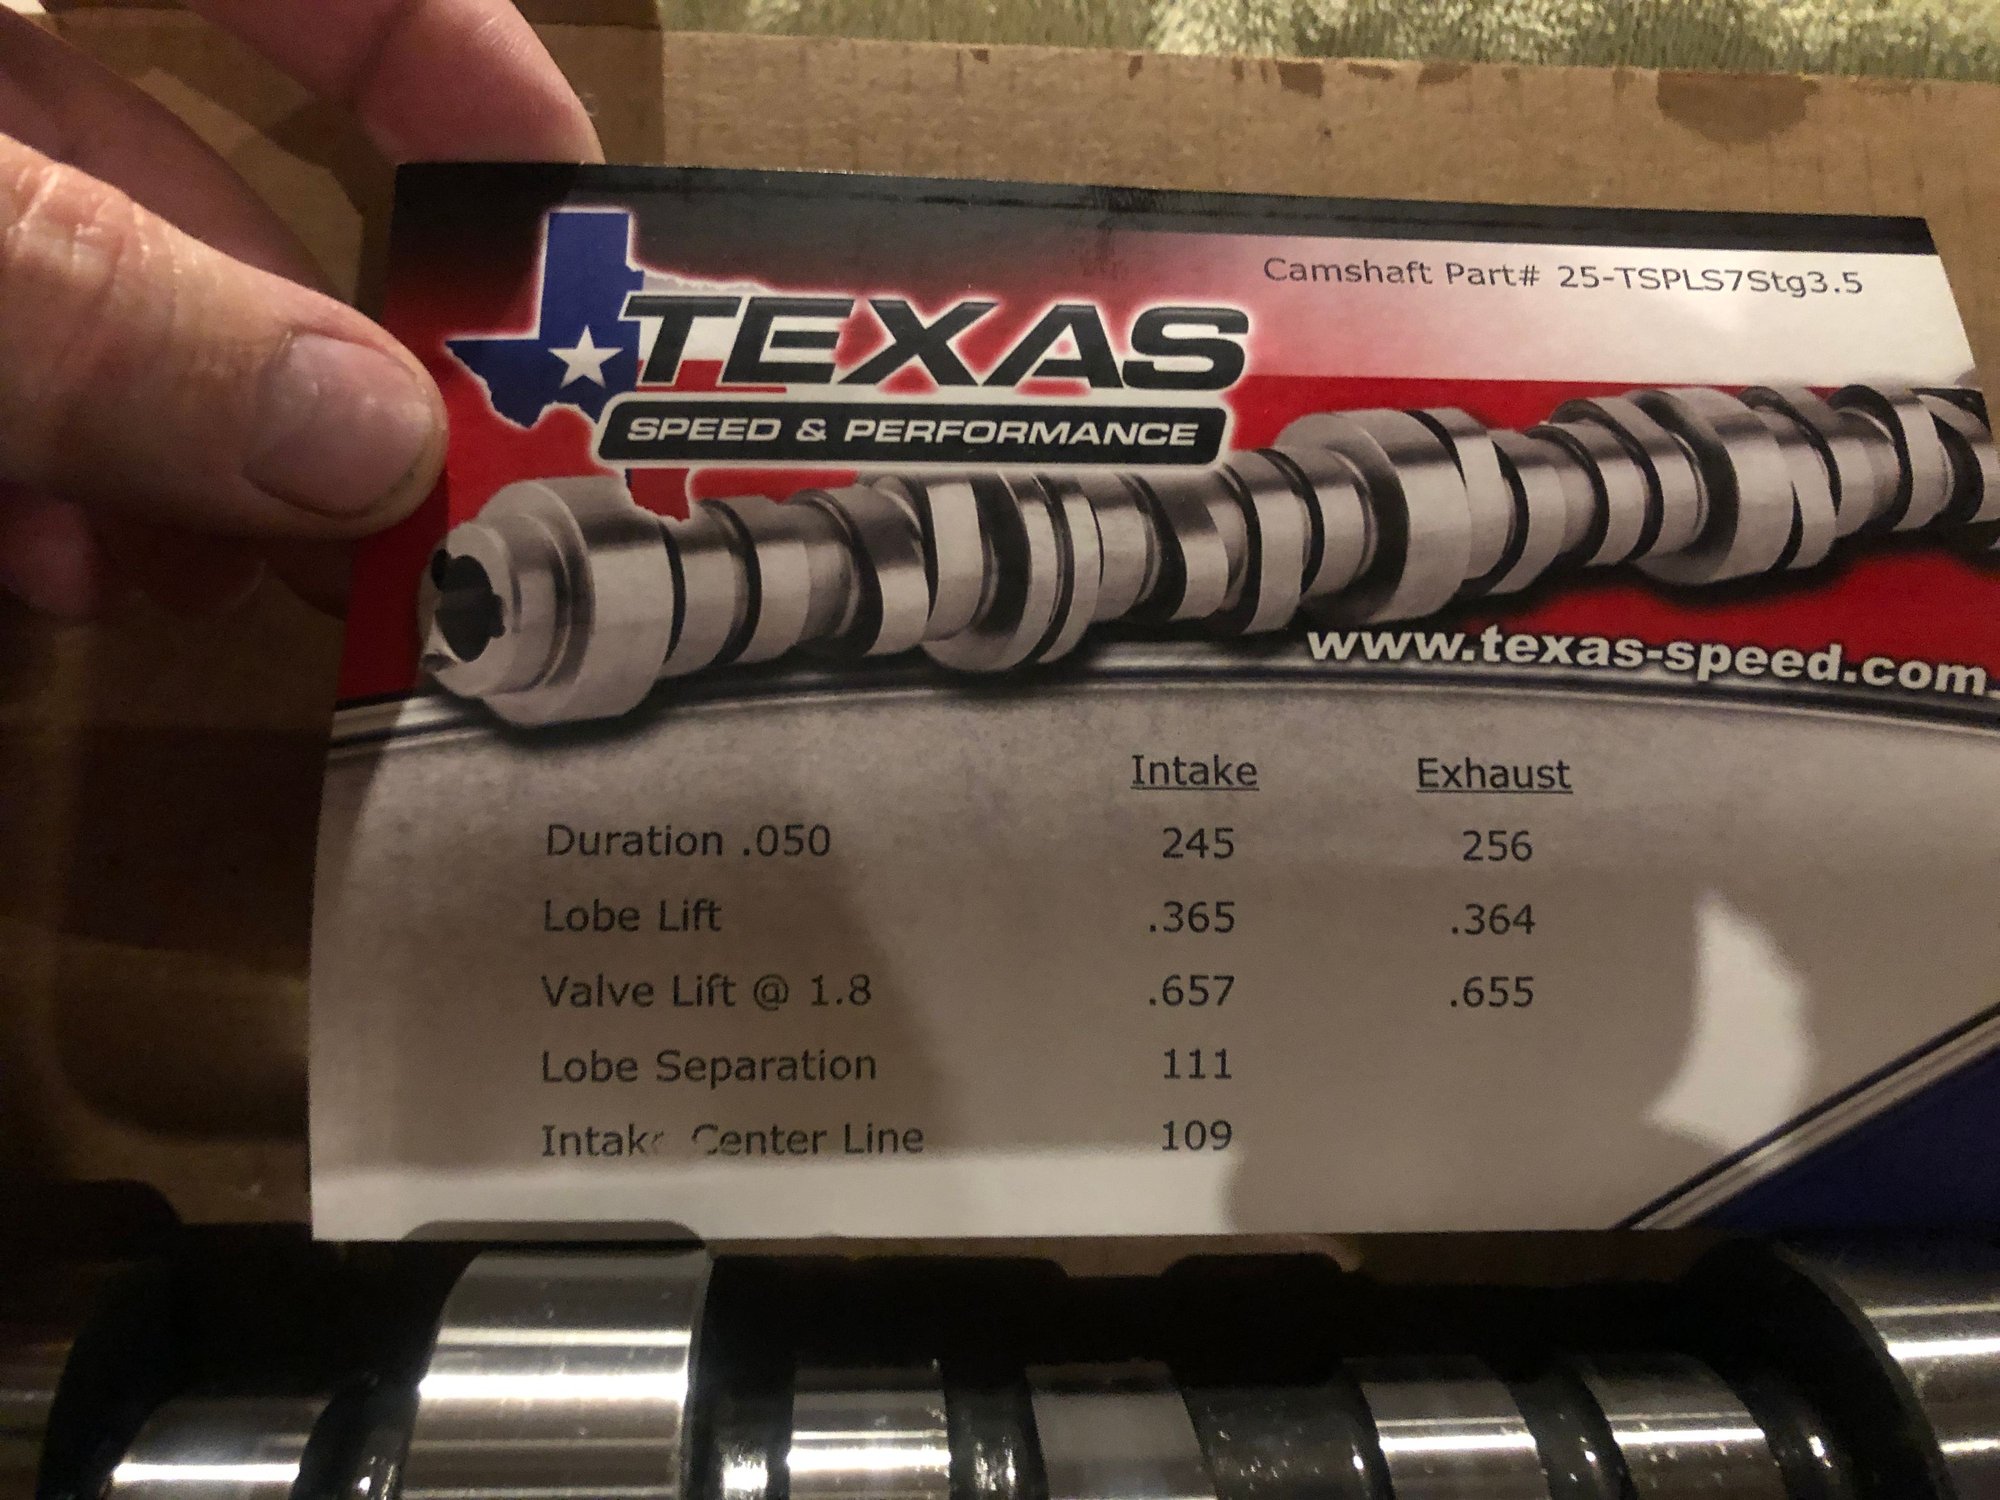 Camshaft Part# 25-TSPLS7Stg3.5
TEXAS
SPEED & PERFORMANCE
www.texas-speed.com
Intake Exhaust
Duration .050 245 256
Lobe Lift .365 .364
Valve Lift @ 1.8 .657 .655
Lobe Separation 111
Intake Center Line 109